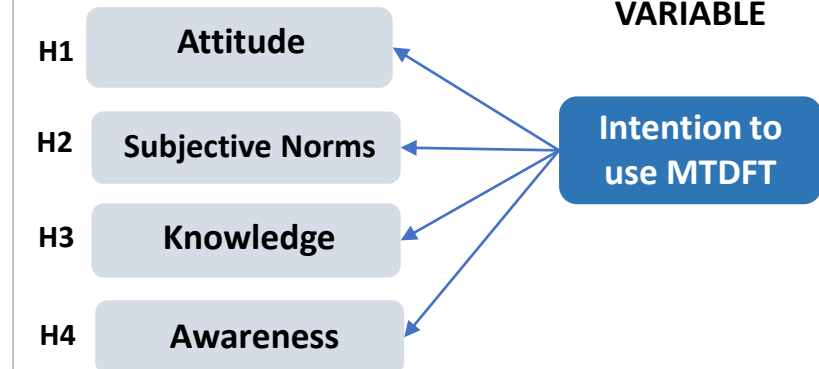 VARIABLE
H1
Attitude
H2
Subjective Norms
H3
Knowledge
H4
Awareness
Intention to
use MTDFT